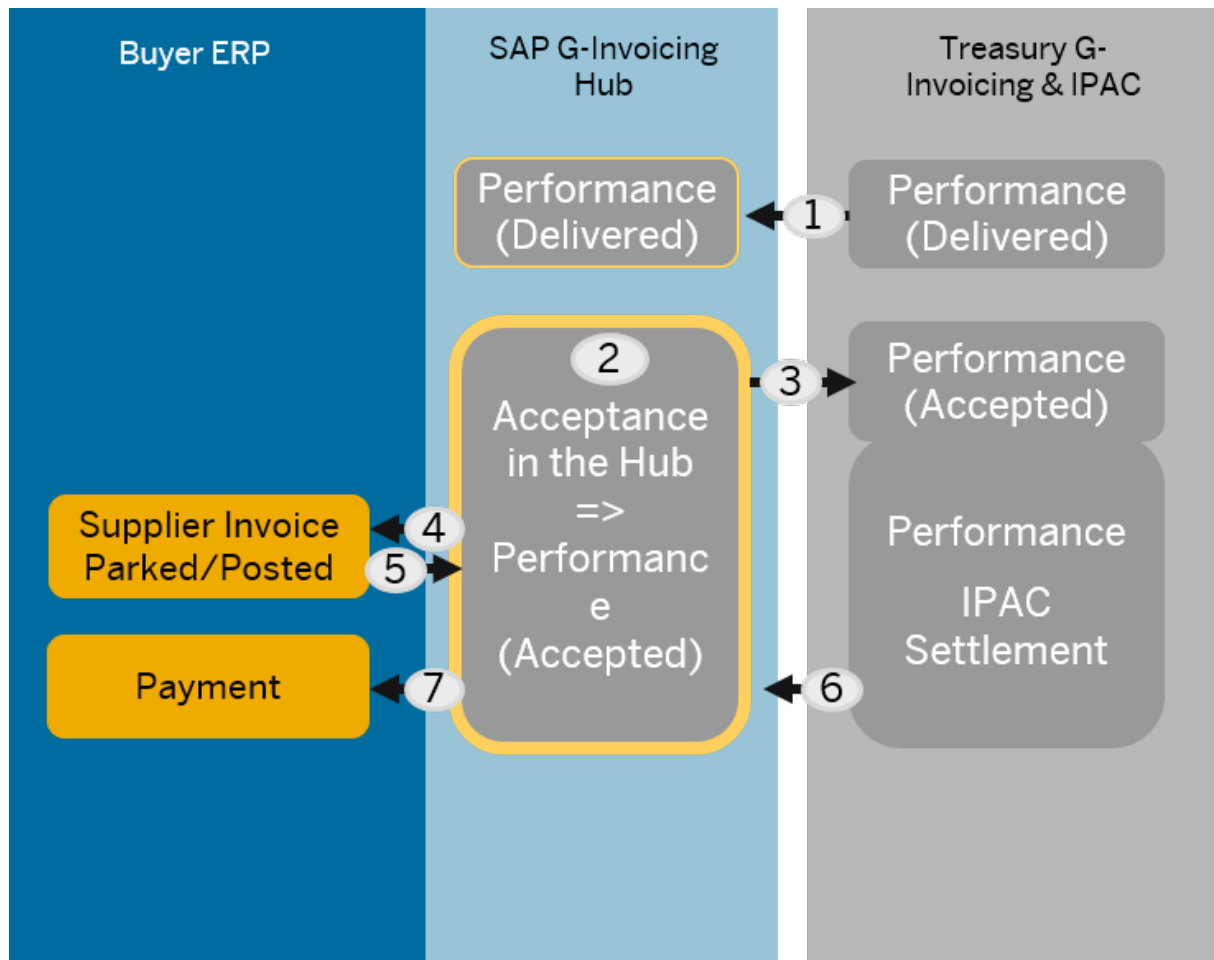 Buyer ERP
SAP G-Invoicing
Hub
Treasury G-
Invoicing & IPAC
Performance
(Delivered)
1
Performance
(Delivered)
2
Acceptance
in the Hub
=>
Performanc
e
(Accepted)
3
Performance
(Accepted)
Supplier Invoice
Parked/Posted
4
5
Performance
IPAC
Settlement
Payment
7
6